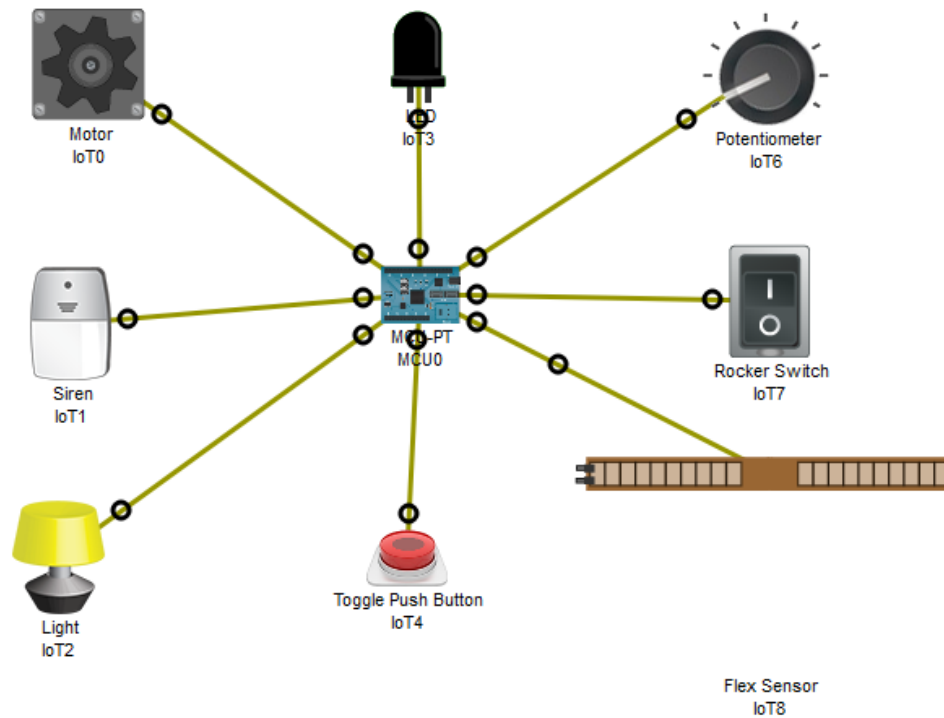 Motor
IoT0
LED
IoT3
Potentiometer
IoT6
Siren
IoT1
MCU-PT
MCU0
Rocker Switch
IoT7
Light
IoT2
Toggle Push Button
IoT4
Flex Sensor
IoT8